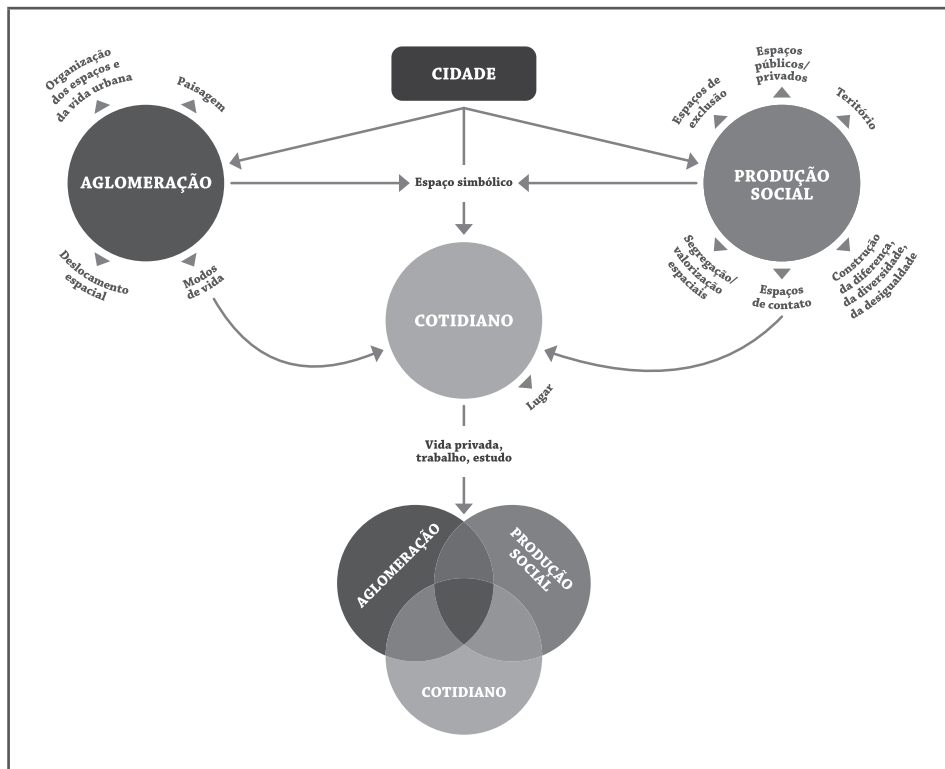 CIDADE
Organização
dos espaços e
da vida urbana
Paisagem
AGLOMERAÇÃO
Deslocamento
espacial
Modos
de vida
Espaço simbólico
Espaços de
exclusão
Espaços
públicos/
privados
Teritório
PRODUÇÃO
SOCIAL
Segregação/
valorização
espaciais
Espaços
de contato
Construção
da diferença,
da diversidade,
da desigualdade
COTIDIANO
Lugar
Vida privada,
trabalho, estudo
AGLOMERAÇÃO
PRODUÇÃO
SOCIAL
COTIDIANO